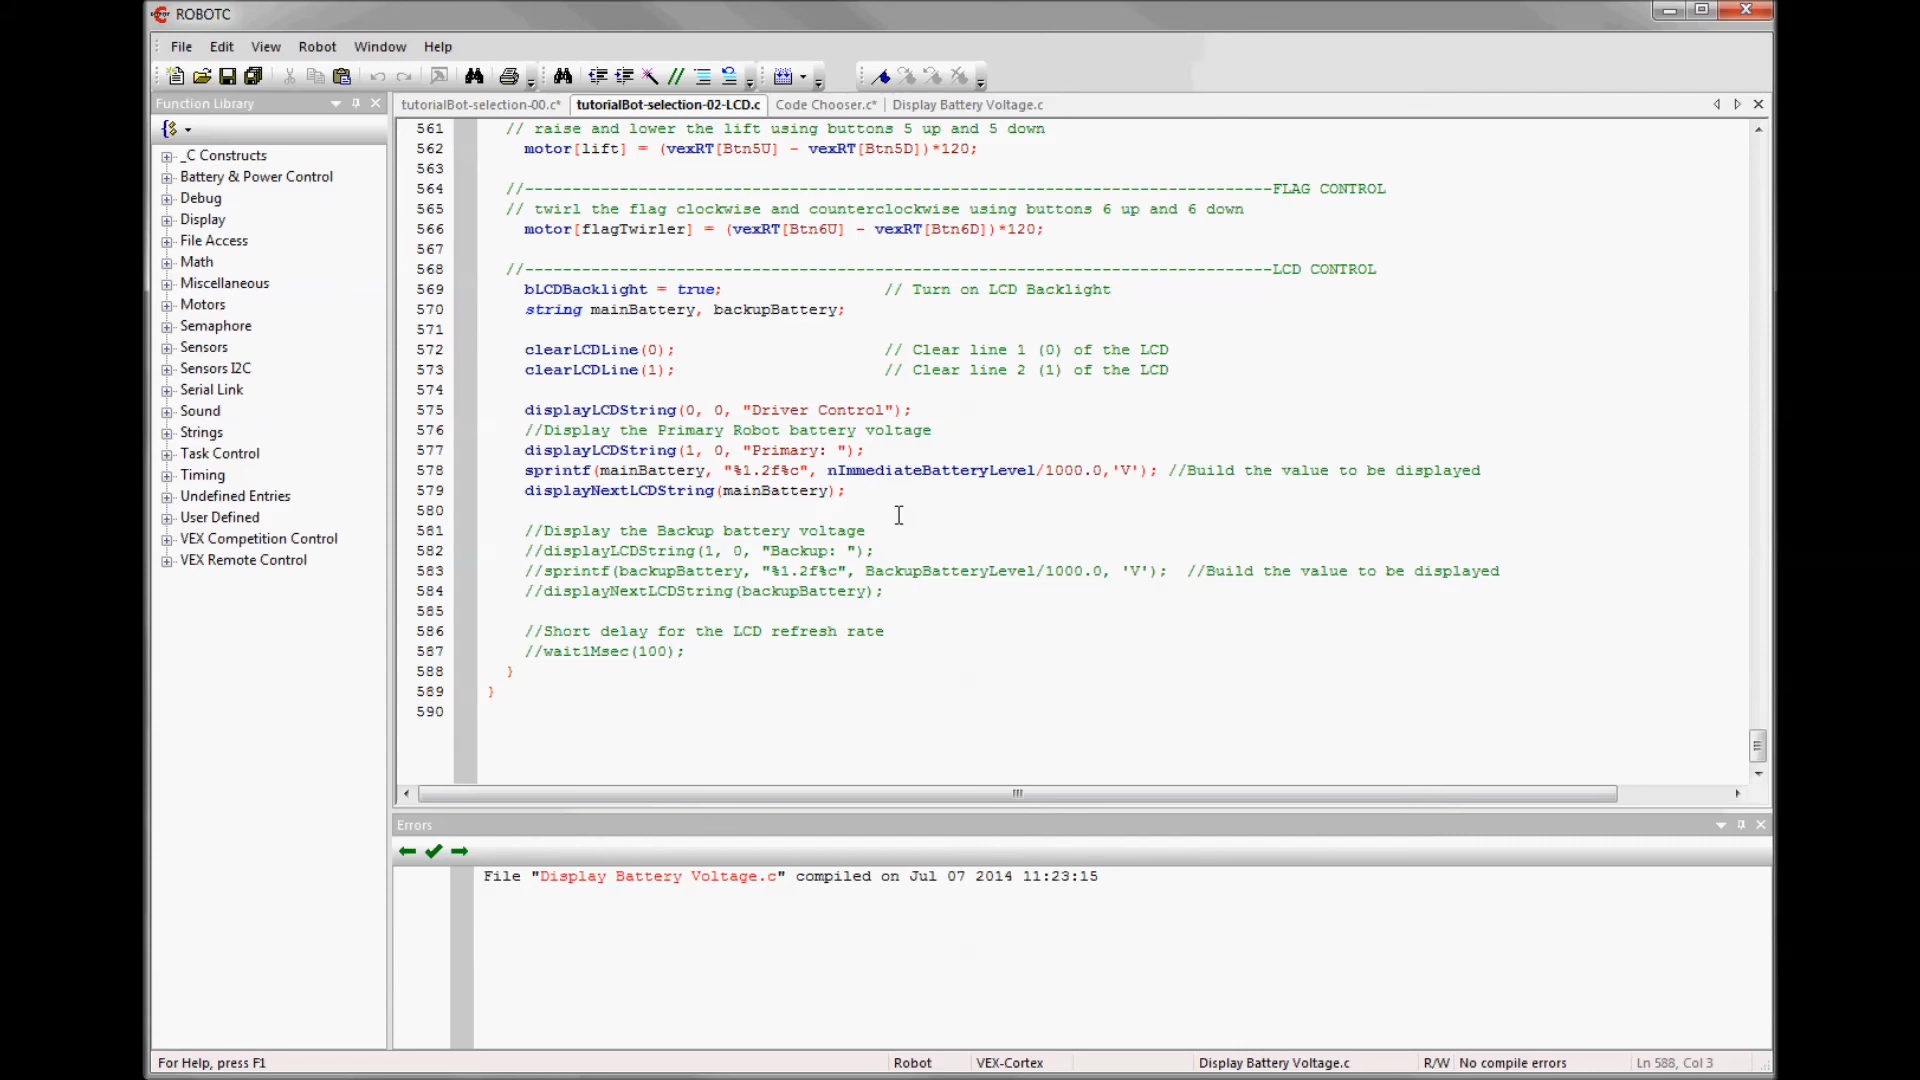 ROBOTC
File Edit View Robot Window Help
Function Library
tutorialBot-selection-00.c* tutorialBot-selection-02-LCD.c Code Chooser.c* Display Battery Voltage.c
_C Constructs
Battery & Power Control
Debug
Display
File Access
Math
Miscellaneous
Motors
Semaphore
Sensors
Sensors I2C
Serial Link
Sound
Strings
Task Control
Timing
Undefined Entries
User Defined
VEX Competition Control
VEX Remote Control
561 // raise and lower the lift using buttons 5 up and 5 down
562 motor[lift] = (vexRT[Btn5U] - vexRT[Btn5D])*120;
563
564 //-------------------------------------------------------------------------------FLAG CONTROL
565 // twirl the flag clockwise and counterclockwise using buttons 6 up and 6 down
566 motor[flagTwirler] = (vexRT[Btn6U] - vexRT[Btn6D])*120;
567
568 //-------------------------------------------------------------------------------LCD CONTROL
569 bLCDBacklight = true; // Turn on LCD Backlight
570 string mainBattery, backupBattery;
571
572 clearLCDLine(0); // Clear line 1 (0) of the LCD
573 clearLCDLine(1); // Clear line 2 (1) of the LCD
574
575 displayLCDString(0, 0, "Driver Control");
576 //Display the Primary Robot battery voltage
577 displayLCDString(1, 0, "Primary: ");
578 sprintf(mainBattery, "%1.2f%c", nImmediateBatteryLevel/1000.0,'V'); //Build the value to be displayed
579 displayNextLCDString(mainBattery);
580
581 //Display the Backup battery voltage
582 //displayLCDString(1, 0, "Backup: ");
583 //sprintf(backupBattery, "%1.2f%c", BackupBatteryLevel/1000.0, 'V'); //Build the value to be displayed
584 //displayNextLCDString(backupBattery);
585
586 //Short delay for the LCD refresh rate
587 //wait1Msec(100);
588 }
589 }
590
Errors
File "Display Battery Voltage.c" compiled on Jul 07 2014 11:23:15
For Help, press F1 Robot VEX-Cortex Display Battery Voltage.c R/W No compile errors Ln 588, Col 3